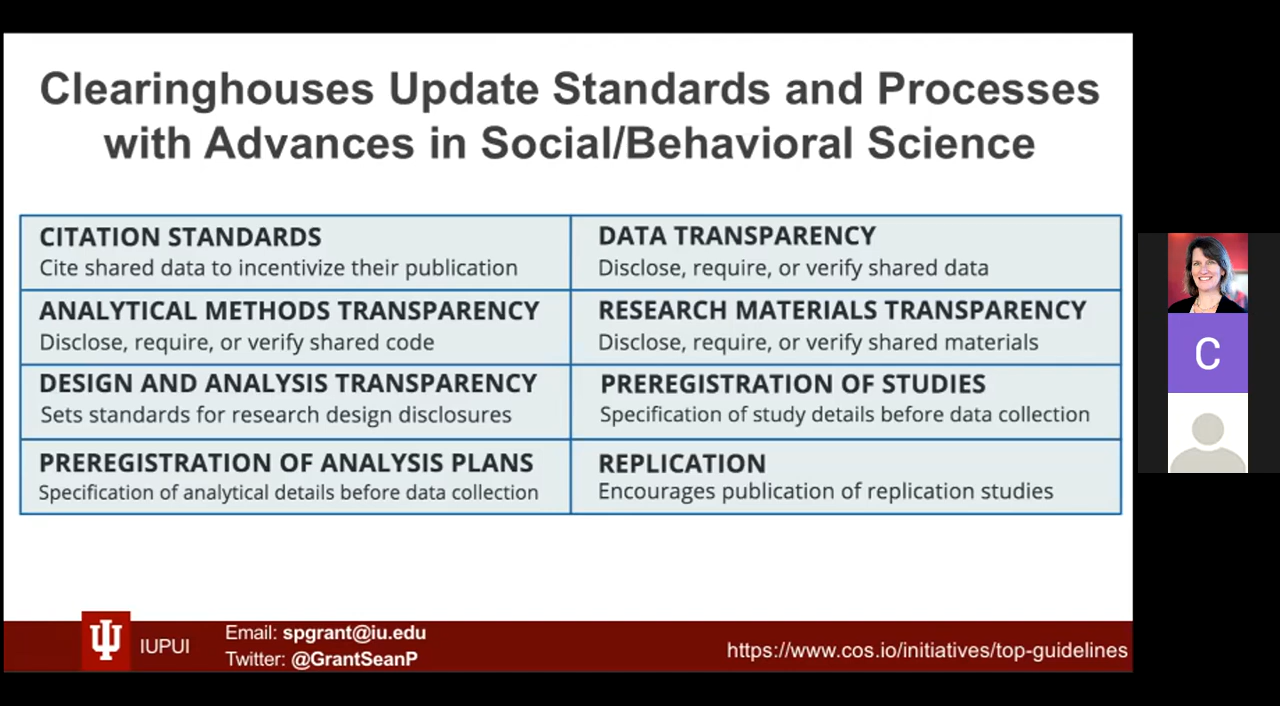 Clearinghouses Update Standards and Processes
with Advances in Social/Behavioral Science
CITATION STANDARDS
Cite shared data to incentivize their publication
DATA TRANSPARENCY
Disclose, require, or verify shared data
ANALYTICAL METHODS TRANSPARENCY
Disclose, require, or verify shared code
RESEARCH MATERIALS TRANSPARENCY
Disclose, require, or verify shared materials
DESIGN AND ANALYSIS TRANSPARENCY
Sets standards for research design disclosures
PREREGISTRATION OF STUDIES
Specification of study details before data collection
PREREGISTRATION OF ANALYSIS PLANS
Specification of analytical details before data collection
REPLICATION
Encourages publication of replication studies
IUPUI
Email: spgrant@iu.edu
Twitter: @GrantSeanP
https://www.cos.io/initiatives/top-guidelines
C